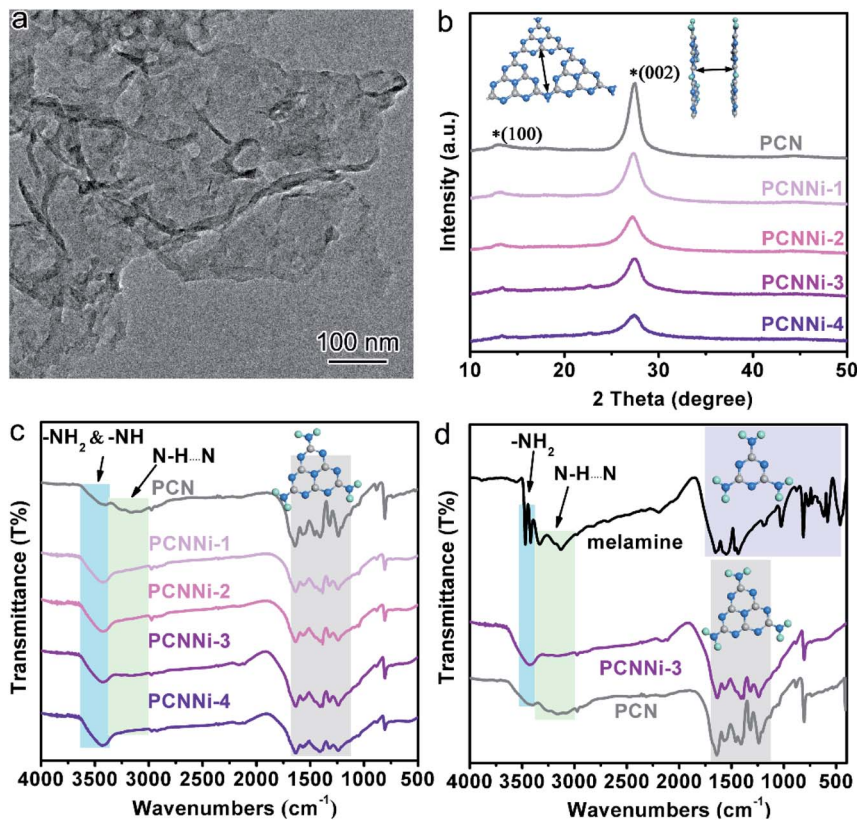 a
100 nm
b
*(100)
*(002)
PCN
PCNNi-1
PCNNi-2
PCNNi-3
PCNNi-4
Intensity (a.u.)
10 20 30 40 50
2 Theta (degree)
c
-NH₂ & -NH
N-H····N
PCN
PCNNi-1
PCNNi-2
PCNNi-3
PCNNi-4
Transmittance (T%)
4000 3500 3000 2500 2000 1500 1000 500
Wavenumbers (cm⁻¹)
d
-NH₂
N-H····N
melamine
PCNNi-3
PCN
Transmittance (T%)
4000 3500 3000 2500 2000 1500 1000 500
Wavenumbers (cm⁻¹)